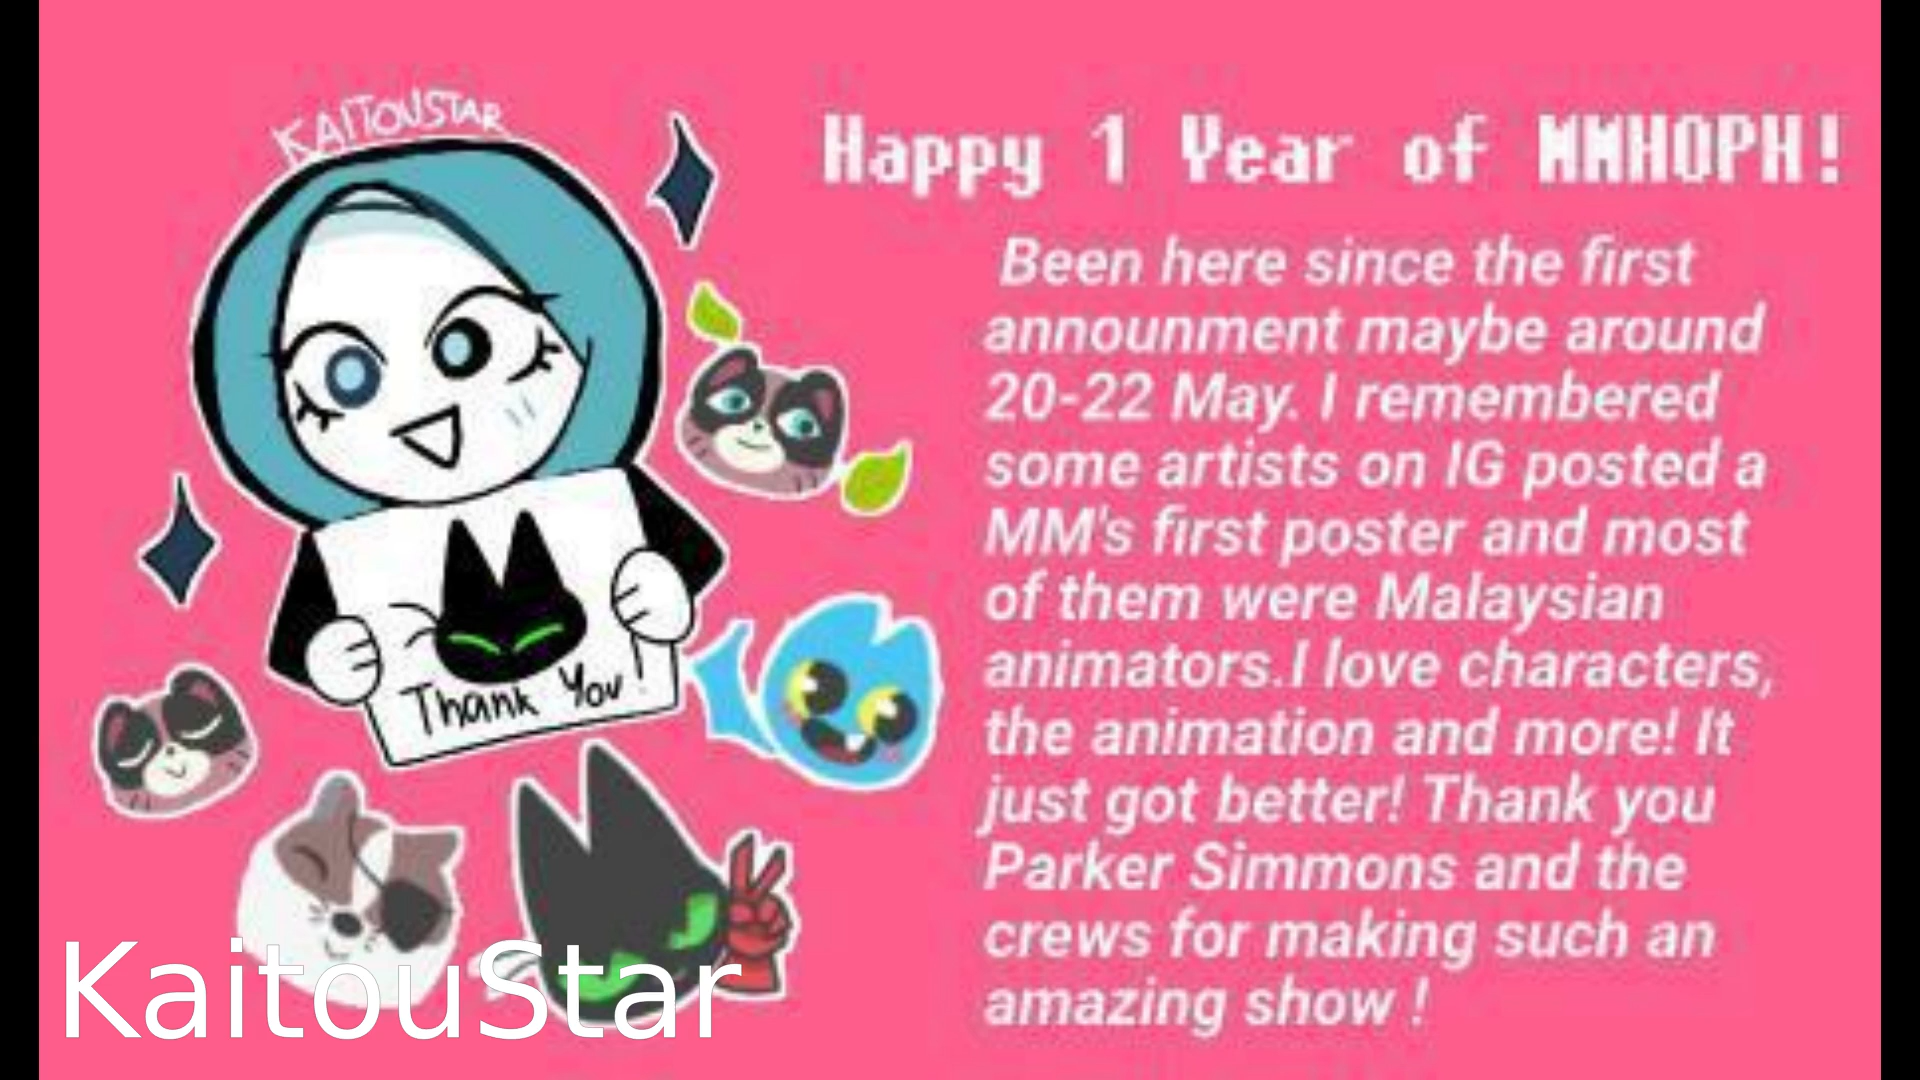 KAITOUSTAR
Happy 1 Year of MMHOPH!
Been here since the first
announment maybe around
20-22 May. I remembered
some artists on IG posted a
MM's first poster and most
of them were Malaysian
animators.I love characters,
the animation and more! It
just got better! Thank you
Parker Simmons and the
crews for making such an
amazing show !
Thank You!
KaitouStar